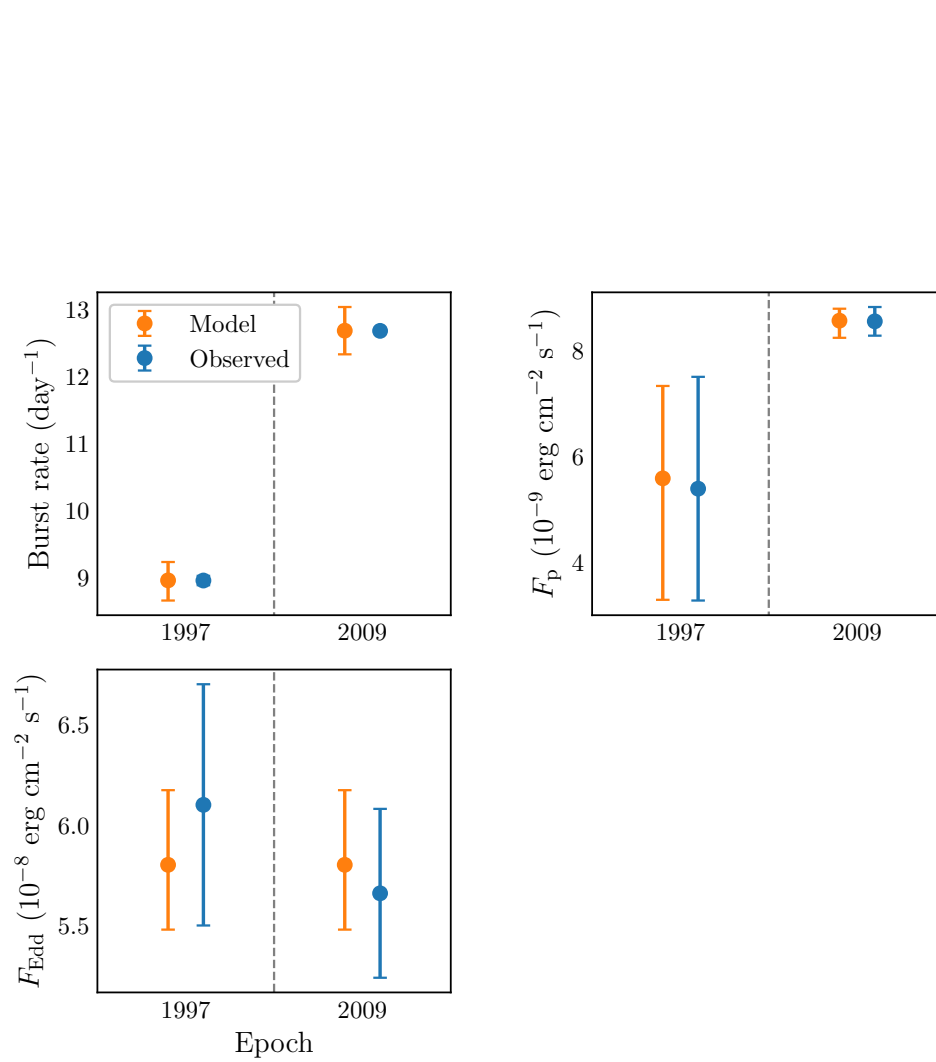 Burst rate (day⁻¹)
13
12
11
10
9
Model
Observed
1997
2009
Fₚ (10⁻⁹ erg cm⁻² s⁻¹)
8
6
4
1997
2009
F_Edd (10⁻⁸ erg cm⁻² s⁻¹)
6.5
6.0
5.5
1997
2009
Epoch